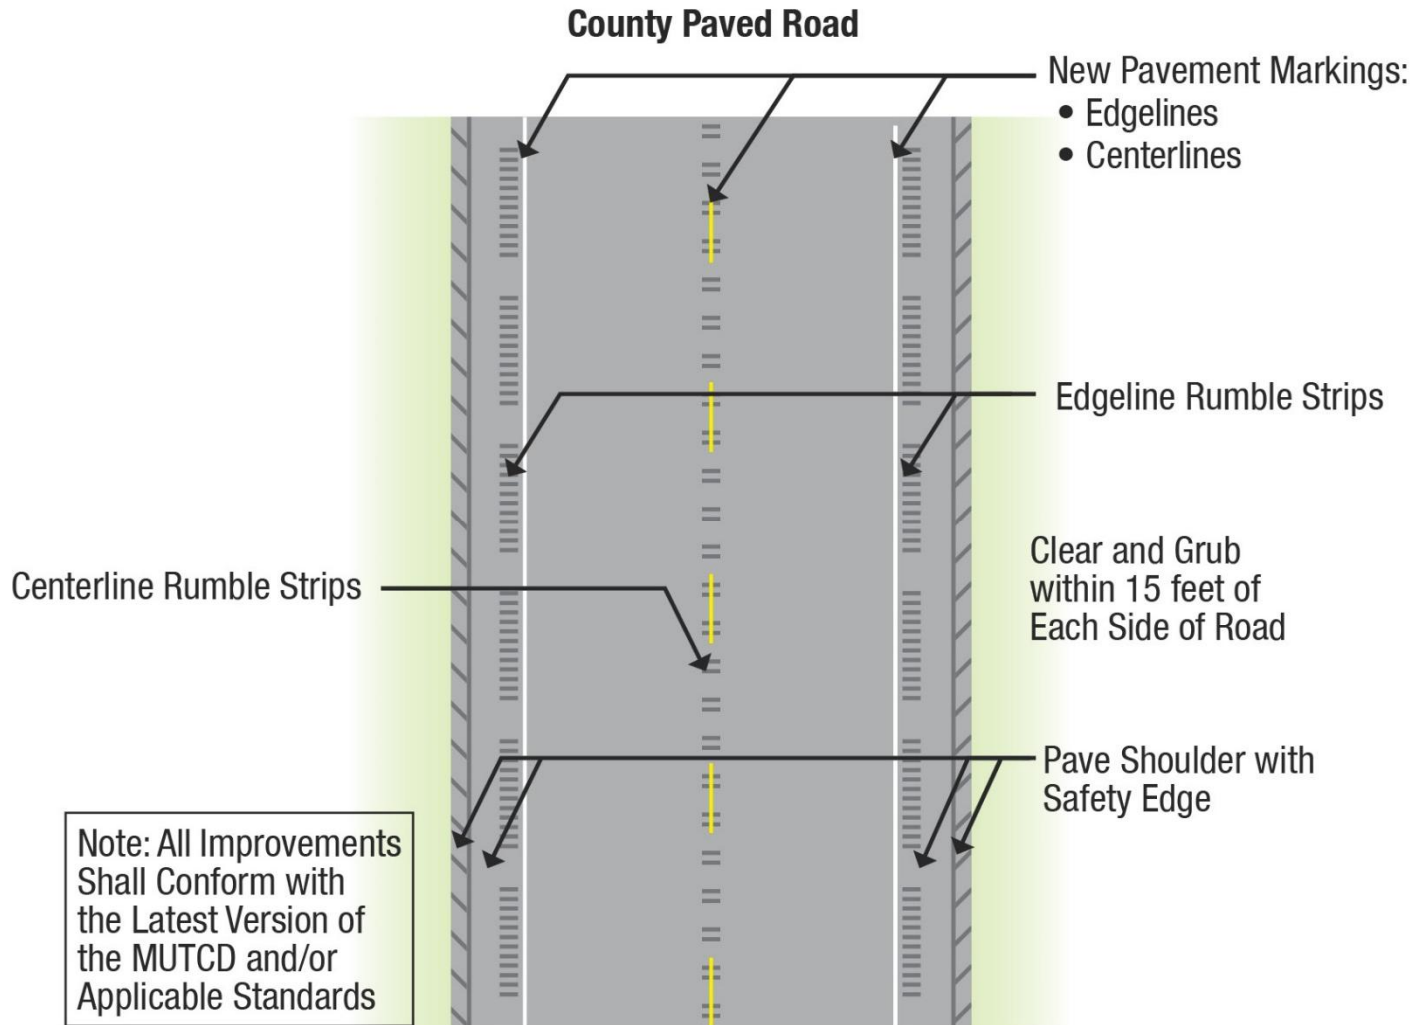 County Paved Road
New Pavement Markings:
• Edgelines
• Centerlines
Edgeline Rumble Strips
Clear and Grub
within 15 feet of
Each Side of Road
Centerline Rumble Strips
Pave Shoulder with
Safety Edge
Note: All Improvements
Shall Conform with
the Latest Version of
the MUTCD and/or
Applicable Standards